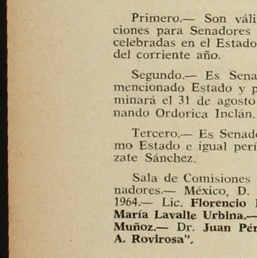 Primero.— Son váli
ciones para Senadores
celebradas en el Estado
del corriente año.
Segundo.— Es Sena
mencionado Estado y p
minará el 31 de agosto
nando Ordorica Inclán.
Tercero.— Es Senado
mo Estado e igual perí
zate Sánchez.
Sala de Comisiones
nadores.— México, D.
1964.— Lic. Florencio
María Lavalle Urbina.—
Muñoz.— Dr. Juan Pér
A. Rovirosa".